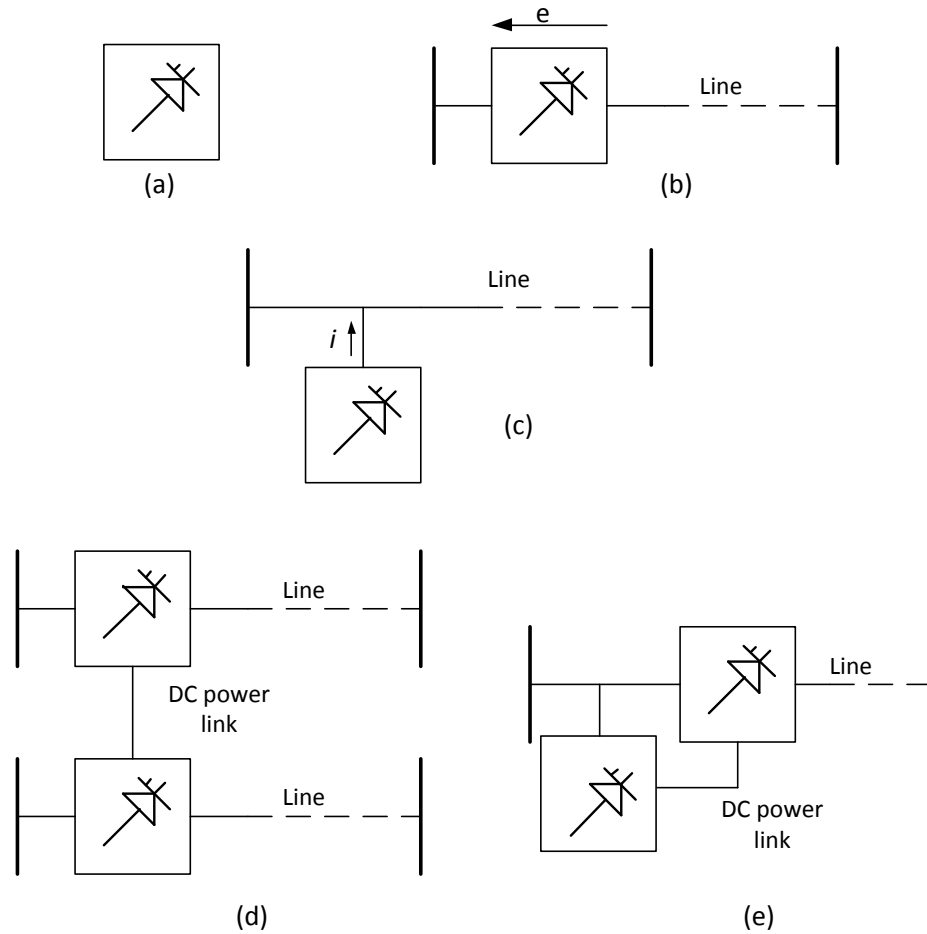 e
Line
(a)
(b)
Line
i
(c)
Line
DC power
link
Line
(d)
Line
DC power
link
(e)